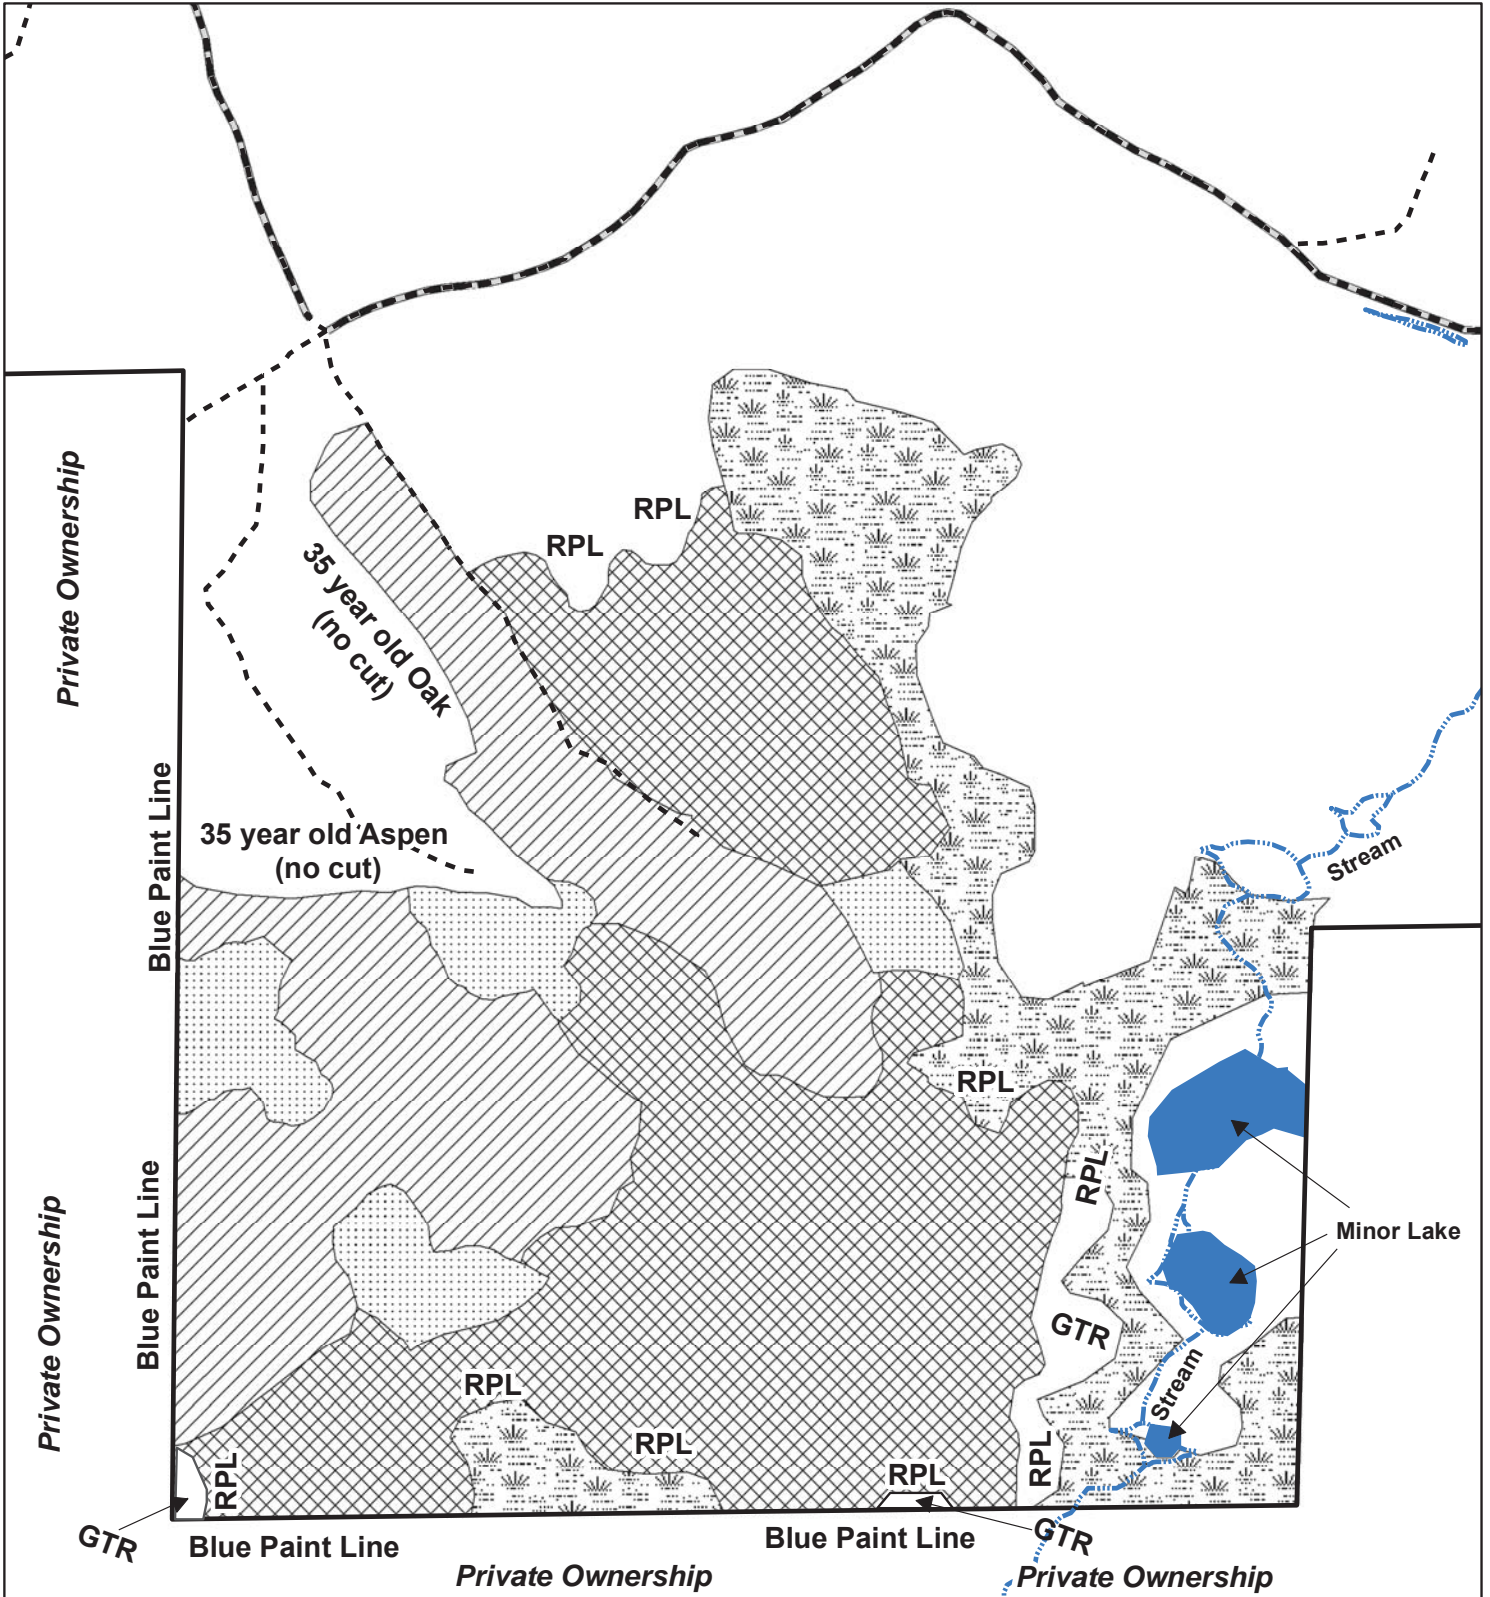 Private Ownership
RPL
RPL
35 year old Oak
(no cut)
Blue Paint Line
35 year old Aspen
(no cut)
Stream
RPL
RPL
Blue Paint Line
Private Ownership
Minor Lake
GTR
Stream
RPL
RPL
RPL
RPL
RPL
GTR
Blue Paint Line
Blue Paint Line
GTR
Private Ownership
Private Ownership